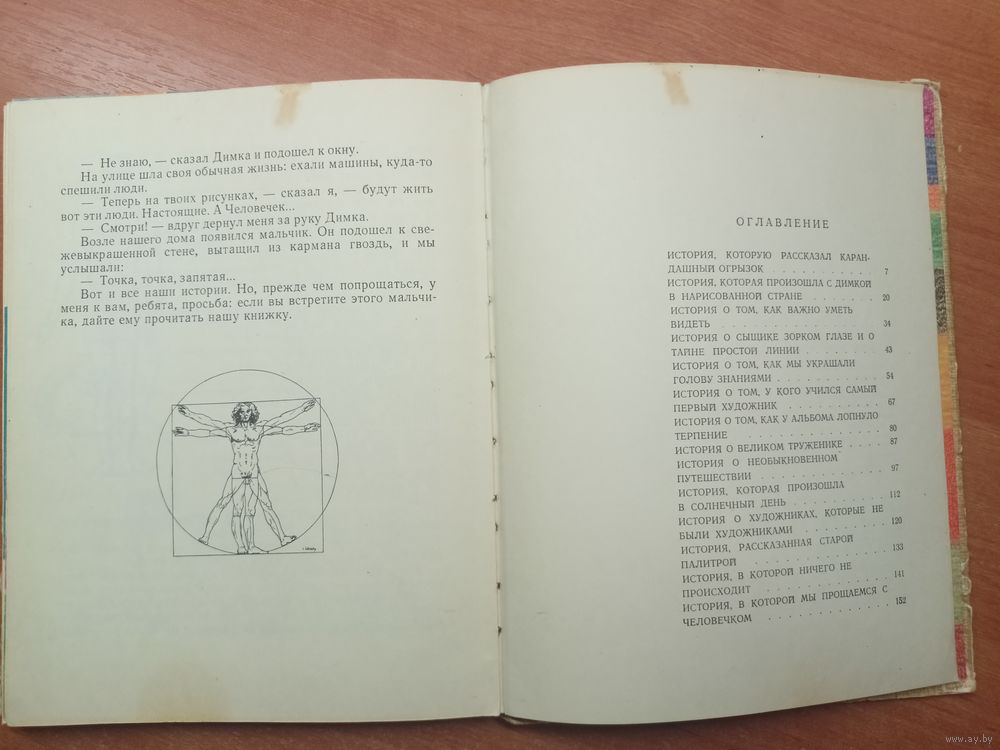 — Не знаю, — сказал Димка и подошел к окну.
На улице шла своя обычная жизнь: ехали машины, куда-то
спешили люди.
— Теперь на твоих рисунках, — сказал я, — будут жить
вот эти люди. Настоящие. А Человечек...
— Смотри! — вдруг дернул меня за руку Димка.
Возле нашего дома появился мальчик. Он подошел к све-
жевыкрашенной стене, вытащил из кармана гвоздь, и мы
услышали:
— Точка, точка, запятая...
Вот и все наши истории. Но, прежде чем попрощаться, у
меня к вам, ребята, просьба: если вы встретите этого мальчи-
ка, дайте ему прочитать нашу книжку.
ОГЛАВЛЕНИЕ
ИСТОРИЯ, КОТОРУЮ РАССКАЗАЛ КАРАН-
ДАШНЫЙ ОГРЫЗОК . . . . . . . . . . . 7
ИСТОРИЯ, КОТОРАЯ ПРОИЗОШЛА С ДИМКОЙ
В НАРИСОВАННОЙ СТРАНЕ . . . . . . . 20
ИСТОРИЯ О ТОМ, КАК ВАЖНО УМЕТЬ
ВИДЕТЬ . . . . . . . . . . . . . . . 34
ИСТОРИЯ О СЫЩИКЕ ЗОРКОМ ГЛАЗЕ И О
ТАЙНЕ ПРОСТОЙ ЛИНИИ . . . . . . . . 43
ИСТОРИЯ О ТОМ, КАК МЫ УКРАШАЛИ
ГОЛОВУ ЗНАНИЯМИ . . . . . . . . . . . 54
ИСТОРИЯ О ТОМ, У КОГО УЧИЛСЯ САМЫЙ
ПЕРВЫЙ ХУДОЖНИК . . . . . . . . . . 67
ИСТОРИЯ О ТОМ, КАК У АЛЬБОМА ЛОПНУЛО
ТЕРПЕНИЕ . . . . . . . . . . . . . 80
ИСТОРИЯ О ВЕЛИКОМ ТРУЖЕНИКЕ . . . . 87
ИСТОРИЯ О НЕОБЫКНОВЕННОМ
ПУТЕШЕСТВИИ . . . . . . . . . . . . . 97
ИСТОРИЯ, КОТОРАЯ ПРОИЗОШЛА
В СОЛНЕЧНЫЙ ДЕНЬ . . . . . . . . . . 112
ИСТОРИЯ О ХУДОЖНИКАХ, КОТОРЫЕ НЕ
БЫЛИ ХУДОЖНИКАМИ . . . . . . . . 120
ИСТОРИЯ, РАССКАЗАННАЯ СТАРОЙ
ПАЛИТРОЙ . . . . . . . . . . . . . 133
ИСТОРИЯ, В КОТОРОЙ НИЧЕГО НЕ
ПРОИСХОДИТ . . . . . . . . . . . . 141
ИСТОРИЯ, В КОТОРОЙ МЫ ПРОЩАЕМСЯ С
ЧЕЛОВЕЧКОМ . . . . . . . . . . . . 152
www.ay.by